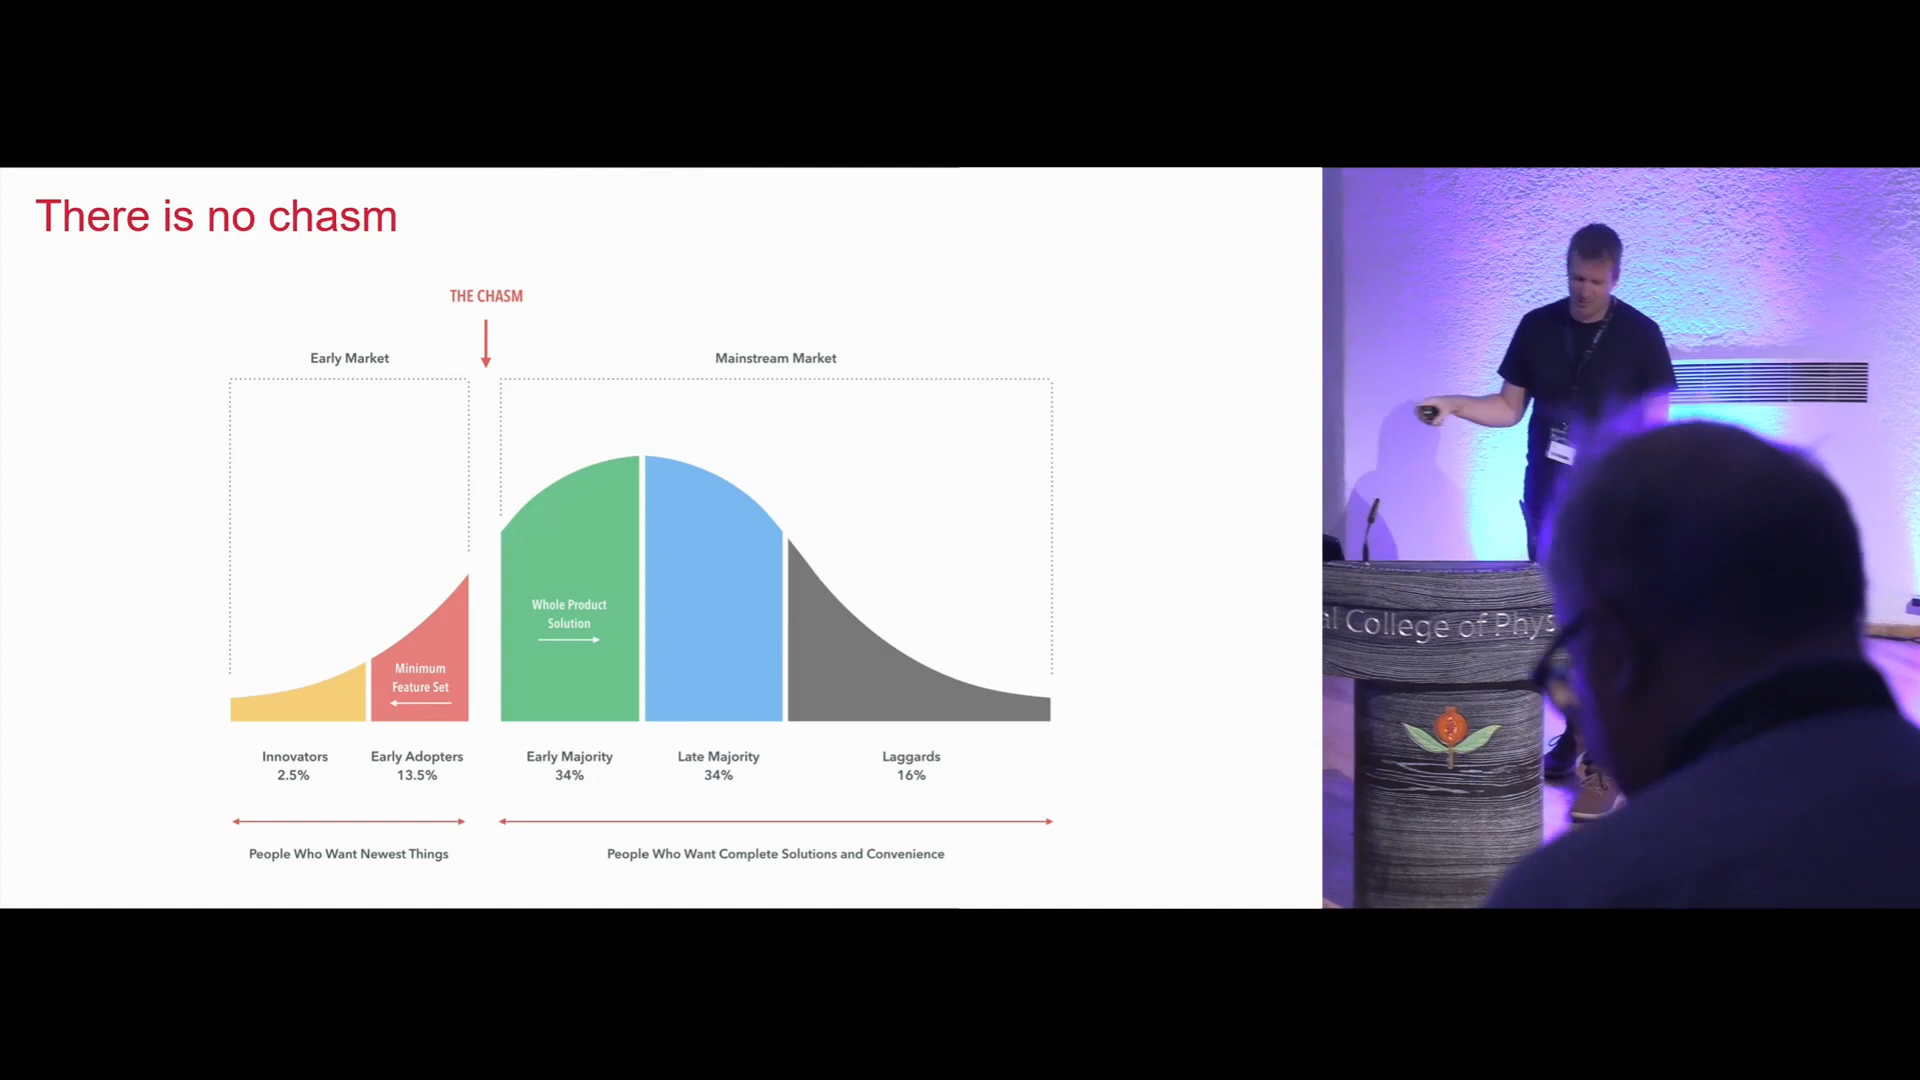 There is no chasm
THE CHASM
Early Market
Mainstream Market
Whole Product
Solution
Minimum
Feature Set
Innovators
2.5%
Early Adopters
13.5%
Early Majority
34%
Late Majority
34%
Laggards
16%
People Who Want Newest Things
People Who Want Complete Solutions and Convenience
al College of Phys